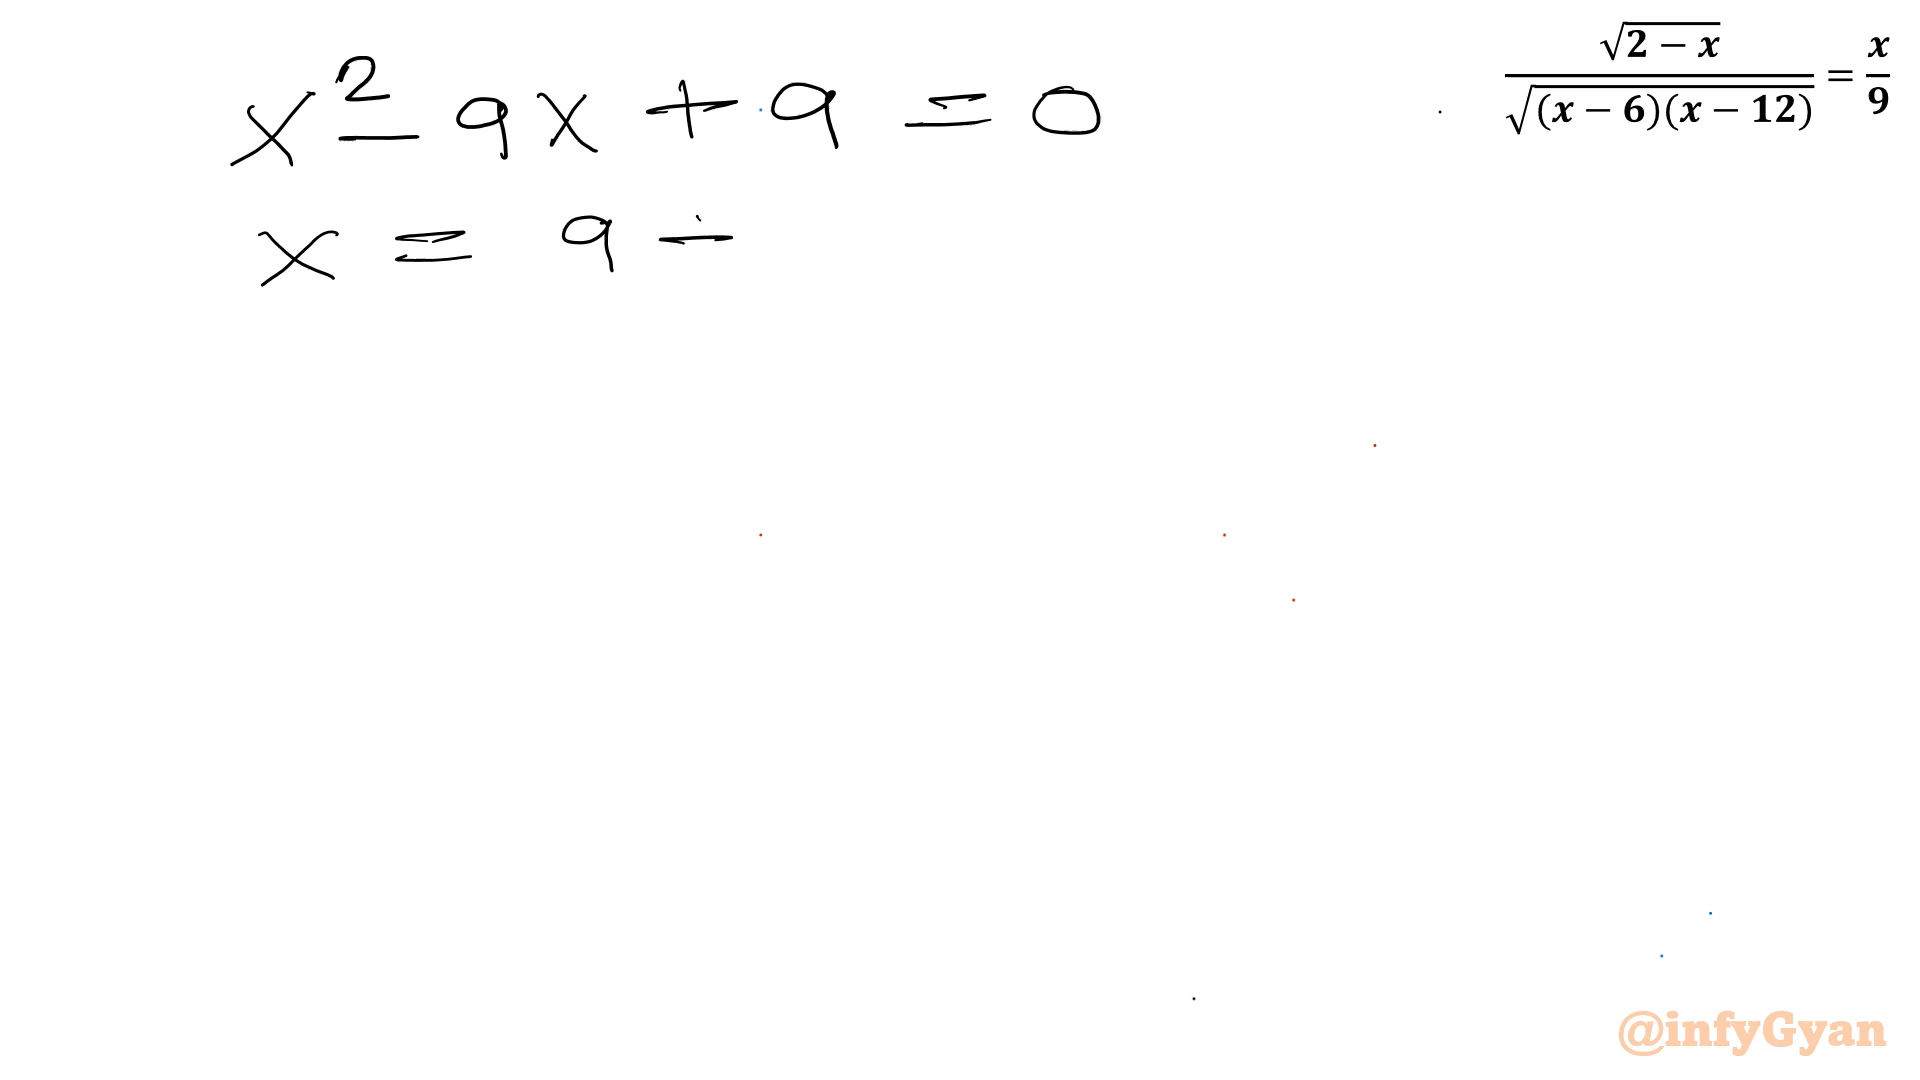 x² - 9x + 9 = 0
x = 9 -
√(2 − x) / √((x − 6)(x − 12)) = x/9
@infyGyan